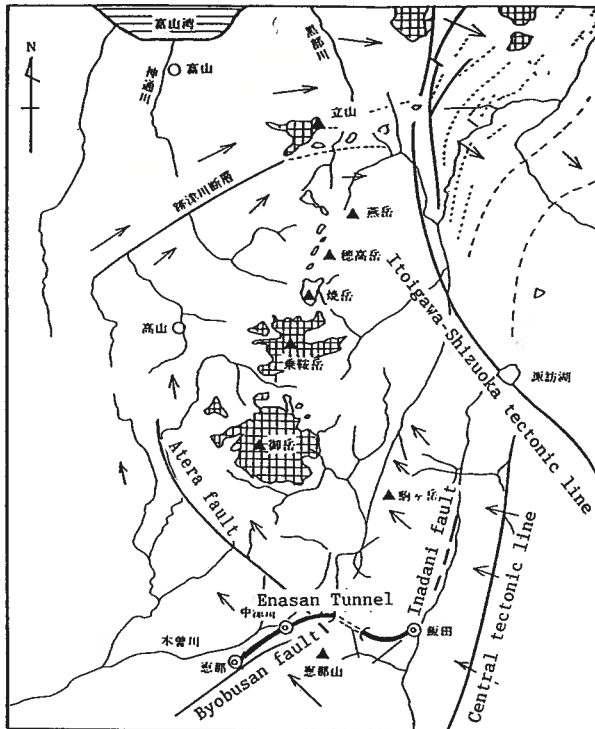 富山湾
N
神通川
富山
黒部川
立山
跡津川断層
燕岳
穂高岳
焼岳
高山
乗鞍岳
Itoigawa-Shizuoka tectonic line
諏訪湖
御岳
Atera fault
駒ヶ岳
Inadani fault
Central tectonic line
Enasan Tunnel
中津川
木曽川
飯田
恵那
恵那山
Byobusan fault